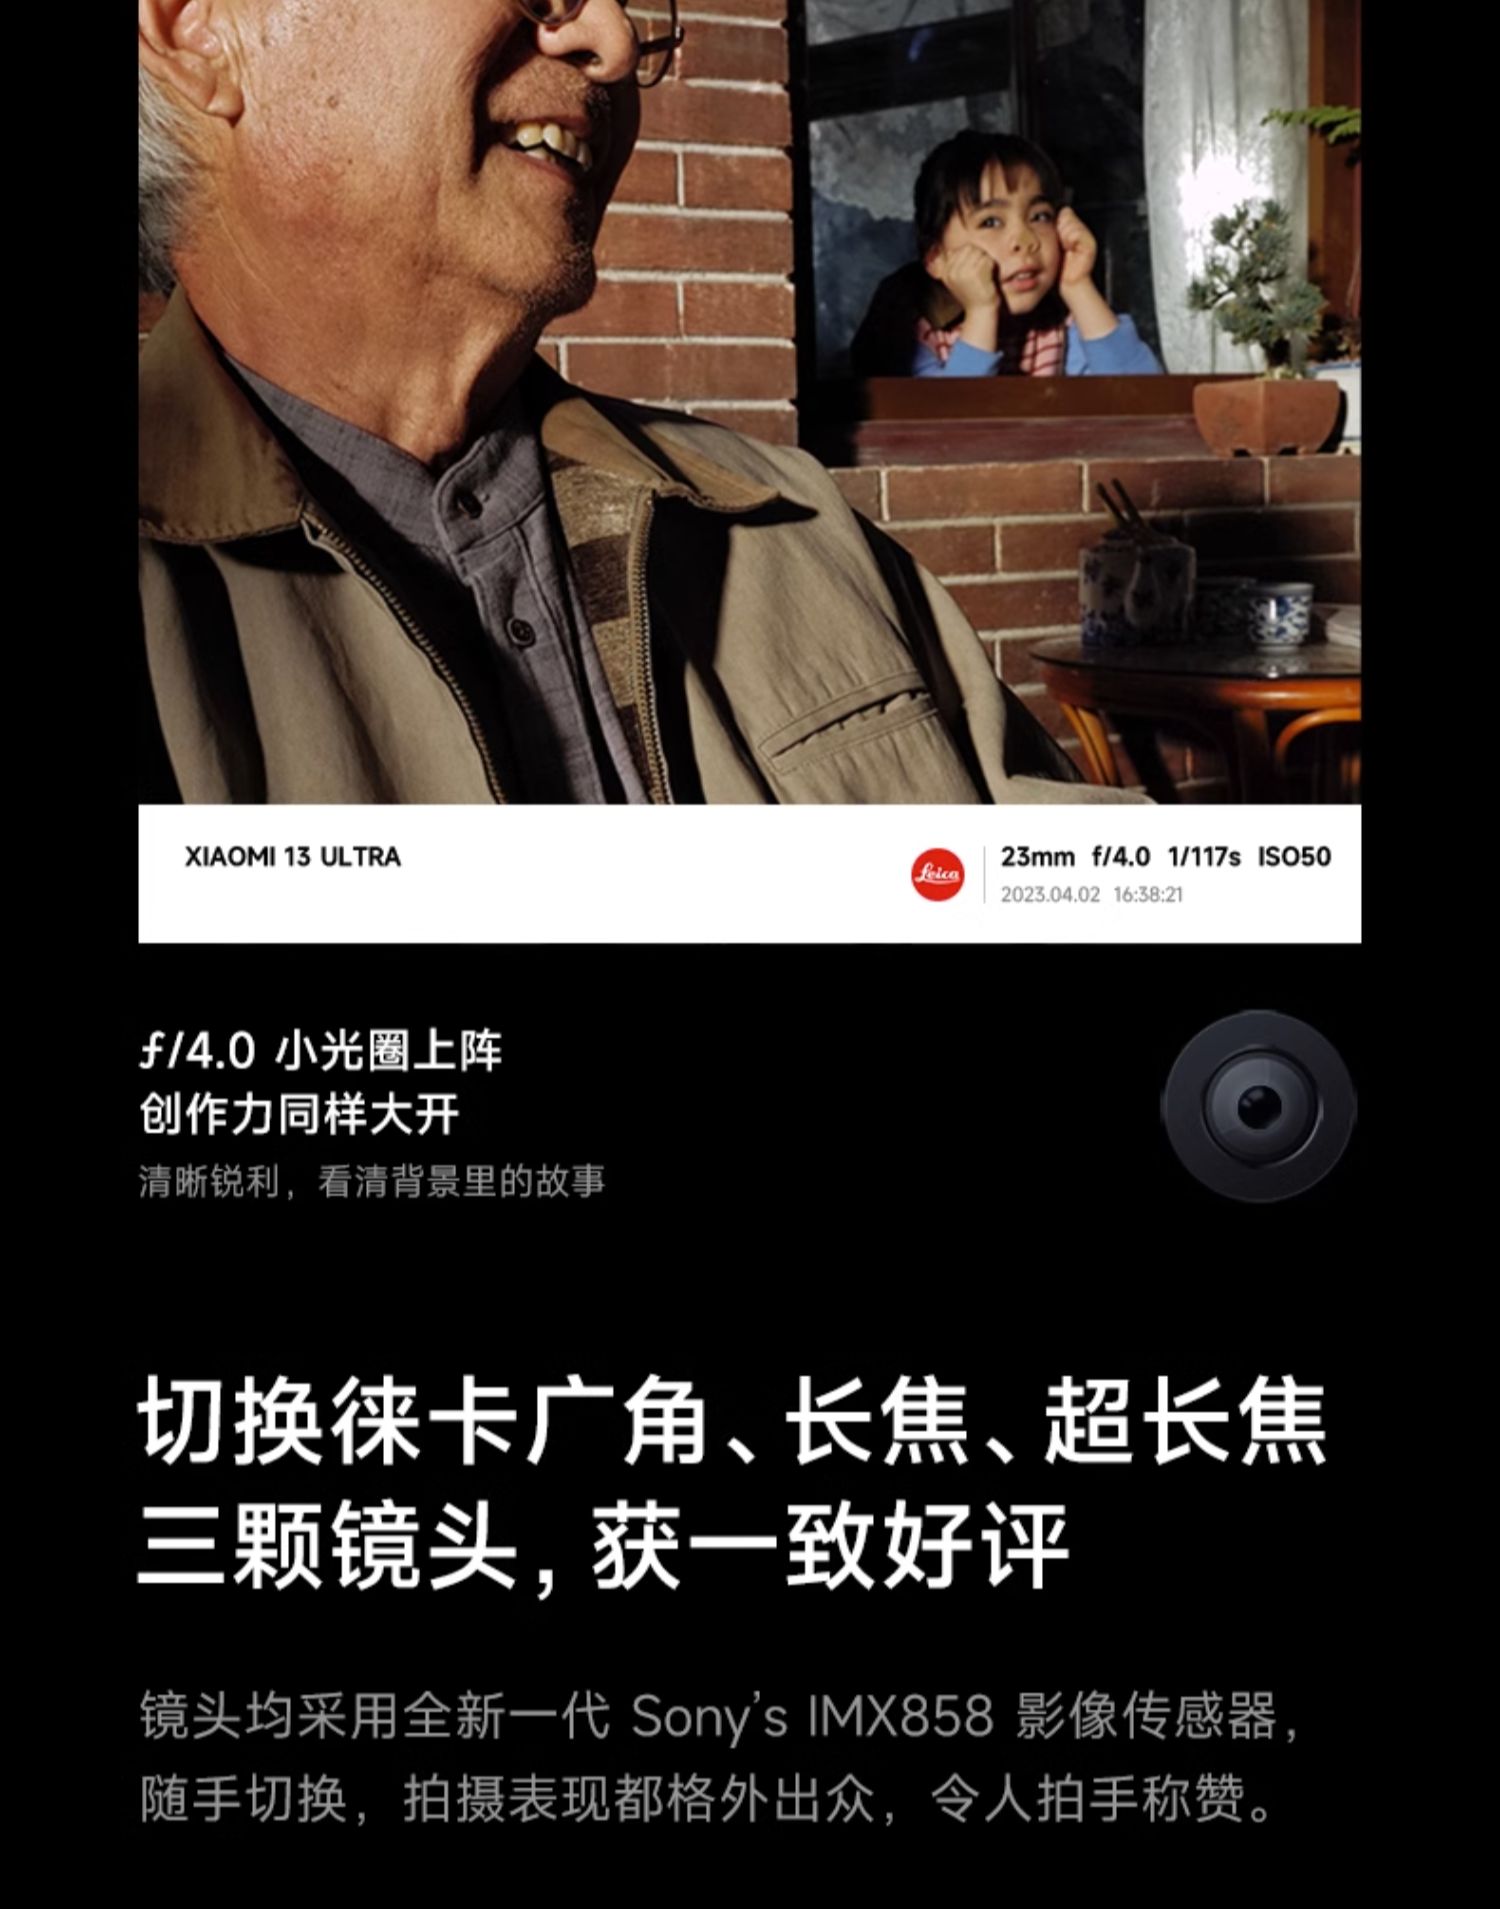 XIAOMI 13 ULTRA
Leica
23mm f/4.0 1/117s ISO50
2023.04.02 16:38:21
ƒ/4.0 小光圈上阵
创作力同样大开
清晰锐利，看清背景里的故事
切换徕卡广角、长焦、超长焦
三颗镜头，获一致好评
镜头均采用全新一代 Sony’s IMX858 影像传感器，
随手切换，拍摄表现都格外出众，令人拍手称赞。